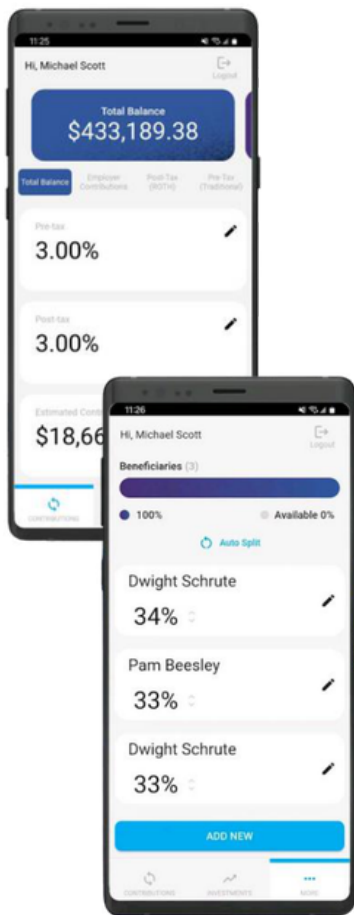 11:25
Hi, Michael Scott
Logout
Total Balance
$433,189.38
Total Balance
Employer Contributions
Post-Tax (ROTH)
Pre-Tax (Traditional)
Pre-tax
3.00%
Post-tax
3.00%
Estimated Cont
$18,66
CONTRIBUTIONS
11:26
Hi, Michael Scott
Logout
Beneficiaries (3)
100%
Available 0%
Auto Split
Dwight Schrute
34%
Pam Beesley
33%
Dwight Schrute
33%
ADD NEW
CONTRIBUTIONS
INVESTMENTS
MORE